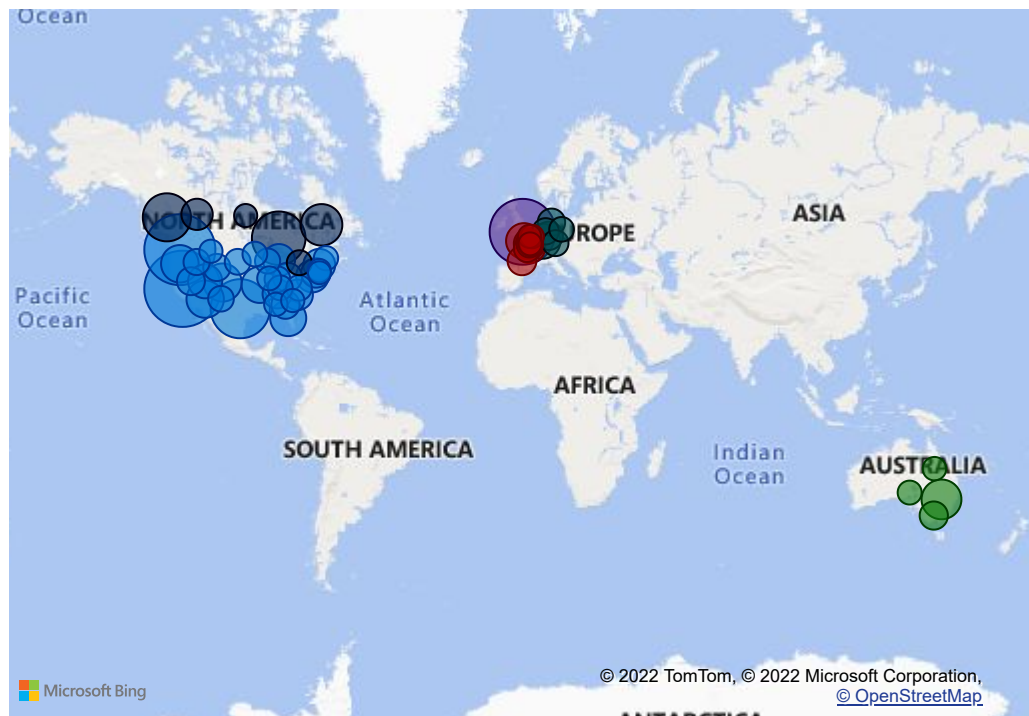 Ocean
NORTH AMERICA
ASIA
ROPE
Pacific
Ocean
Atlantic
Ocean
AFRICA
SOUTH AMERICA
Indian
Ocean
AUSTRALIA
© 2022 TomTom, © 2022 Microsoft Corporation,
Microsoft Bing
© OpenStreetMap
ANTARCTICA